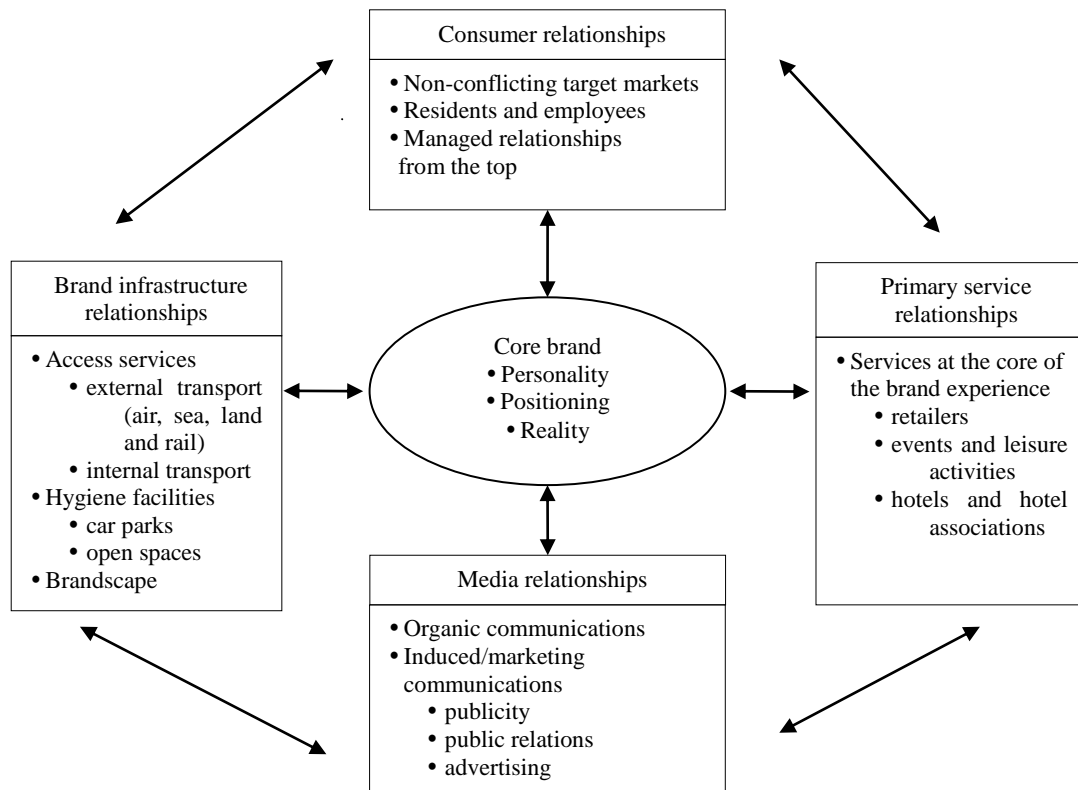 Consumer relationships
• Non-conflicting target markets
• Residents and employees
• Managed relationships
from the top
Brand infrastructure
relationships
• Access services
• external transport
(air, sea, land
and rail)
• internal transport
• Hygiene facilities
• car parks
• open spaces
• Brandscape
Core brand
• Personality
• Positioning
• Reality
Primary service
relationships
• Services at the core of
the brand experience
• retailers
• events and leisure
activities
• hotels and hotel
associations
Media relationships
• Organic communications
• Induced/marketing
communications
• publicity
• public relations
• advertising